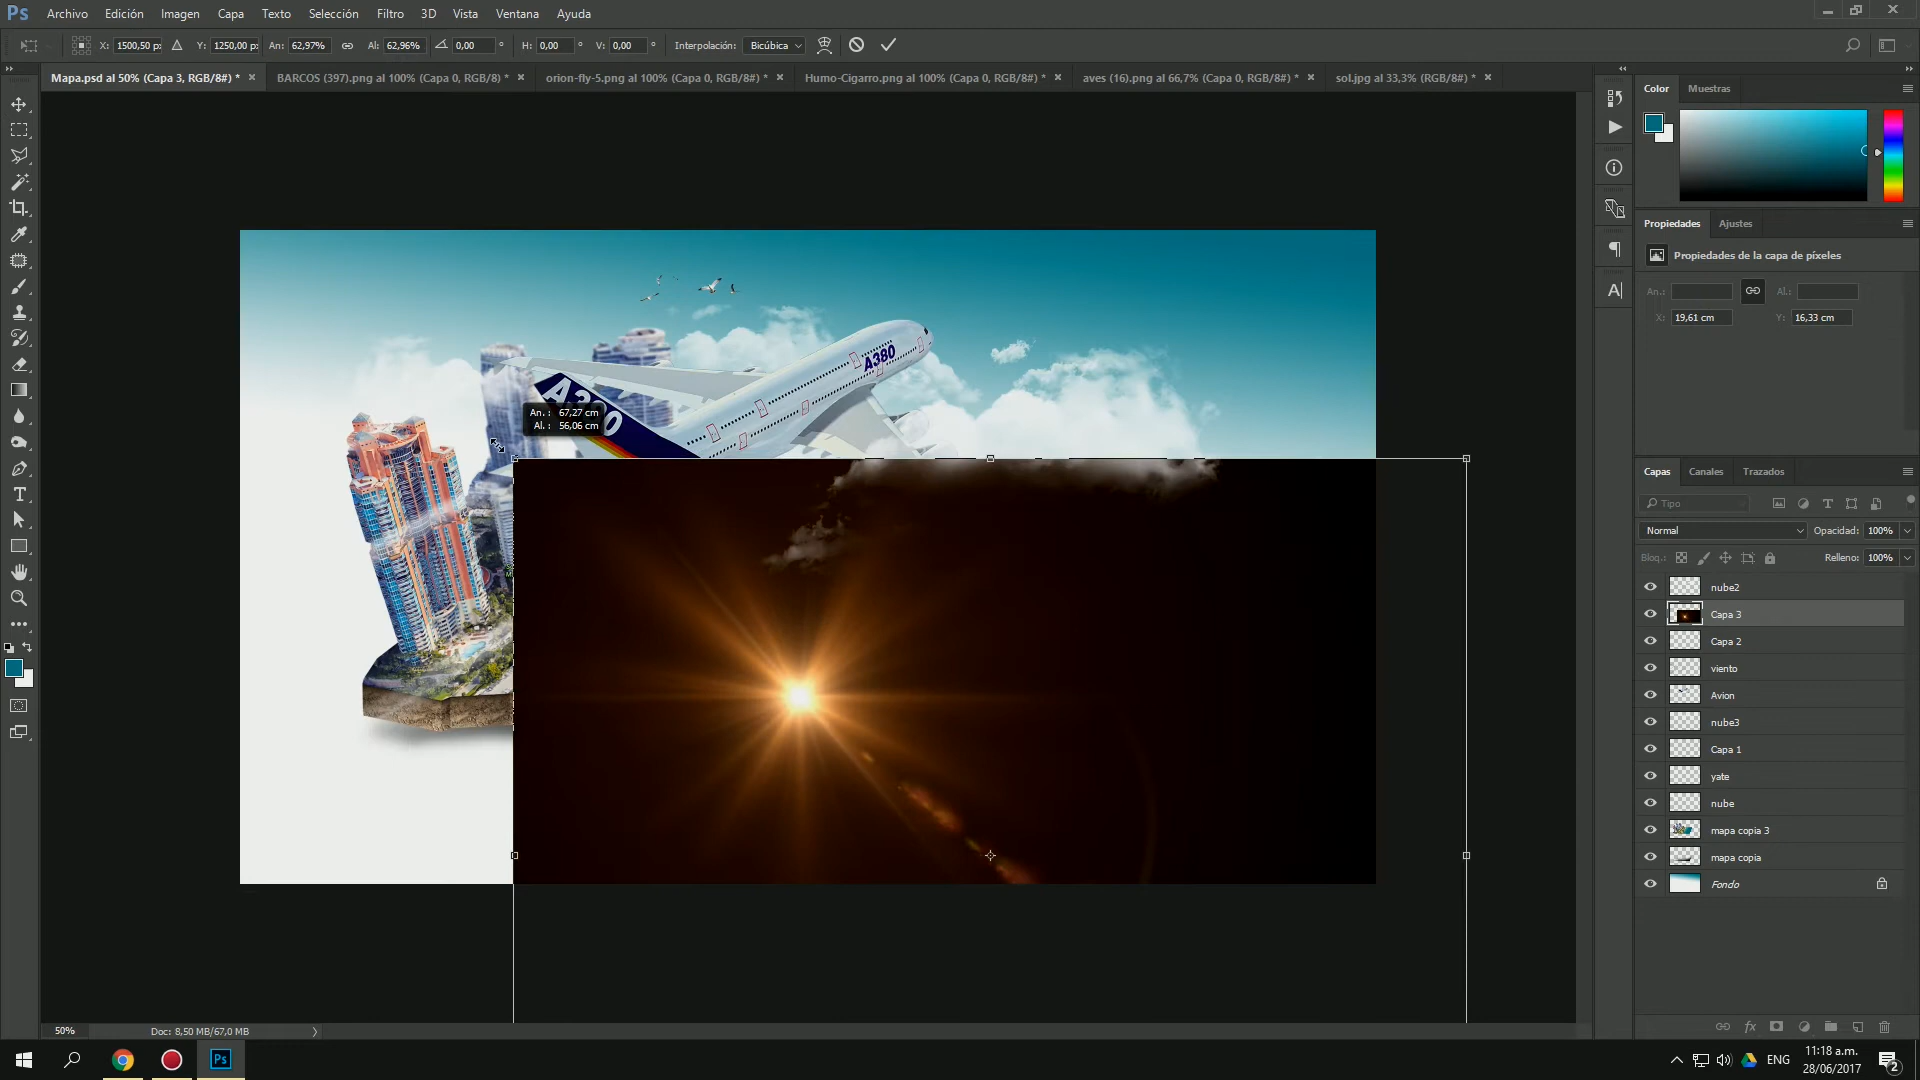 Ps Archivo Edición Imagen Capa Texto Selección Filtro 3D Vista Ventana Ayuda
X: 1500,50 px Y: 1250,00 px An: 62,97% Al: 62,96% 0,00 ° H: 0,00 ° V: 0,00 ° Interpolación: Bicúbica
Mapa.psd al 50% (Capa 3, RGB/8#) * × BARCOS (397).png al 100% (Capa 0, RGB/8) * × orion-fly-5.png al 100% (Capa 0, RGB/8#) * × Humo-Cigarro.png al 100% (Capa 0, RGB/8#) * × aves (16).png al 66,7% (Capa 0, RGB/8#) * × sol.jpg al 33,3% (RGB/8#) * ×
Color Muestras
Propiedades Ajustes
Propiedades de la capa de píxeles
An.: Al.:
X: 19,61 cm Y: 16,33 cm
A380
A380
An. : 67,27 cm
Al. : 56,06 cm
Capas Canales Trazados
Tipo
Normal Opacidad: 100%
Bloq.: Relleno: 100%
nube2
Capa 3
Capa 2
viento
Avion
nube3
Capa 1
yate
nube
mapa copia 3
mapa copia
Fondo
50% Doc: 8,50 MB/67,0 MB
Ps ENG 11:18 a.m.
28/06/2017
2